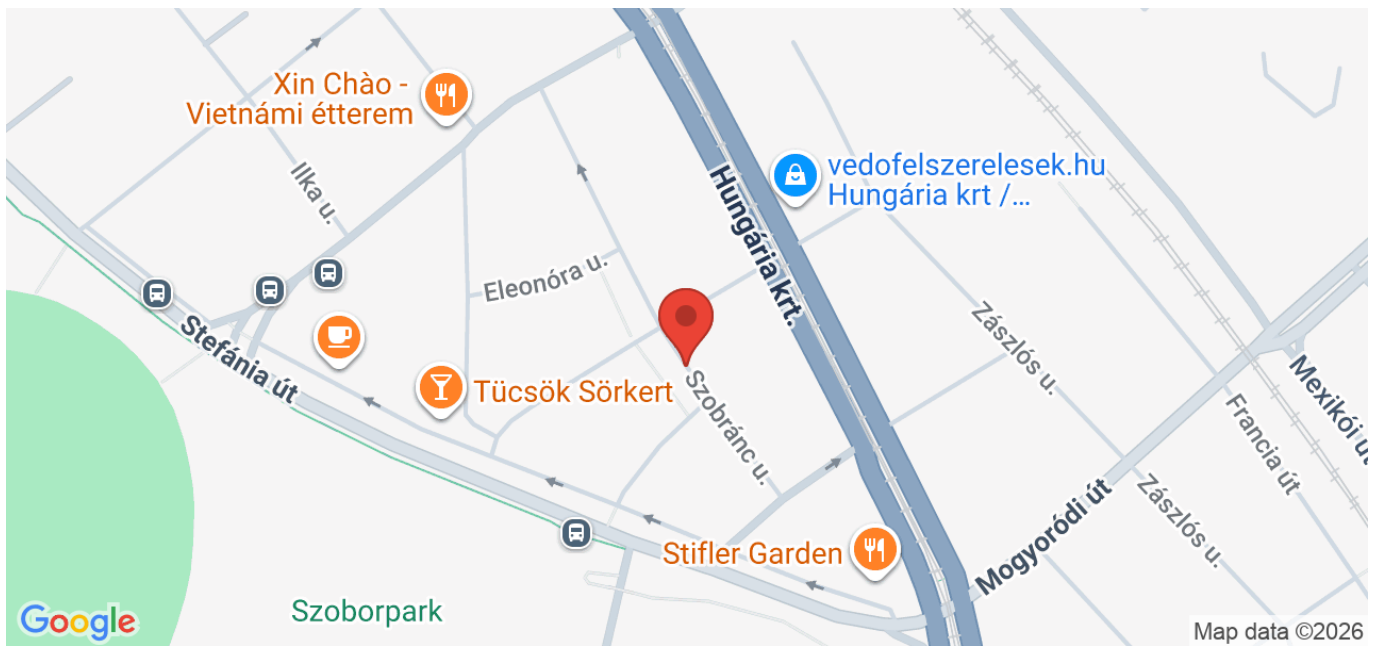 Xin Chào -
Vietnámi étterem
Ilka u.
vedofelszerelesek.hu
Hungária krt /...
Hungária krt.
Eleonóra u.
Stefánia út
Tücsök Sörkert
Szobránc u.
Zászlós u.
Mexikói út
Francia út
Zászlós u.
Mogyoródi út
Stifler Garden
Szoborpark
Google
Map data ©2026